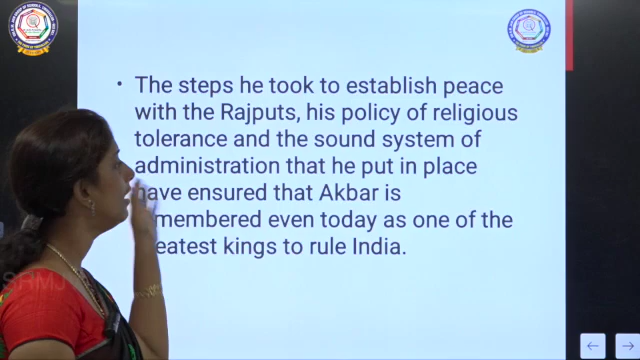 • The steps he took to establish peace
with the Rajputs, his policy of religious
tolerance and the sound system of
administration that he put in place
have ensured that Akbar is
remembered even today as one of the
greatest kings to rule India.
SRMJ